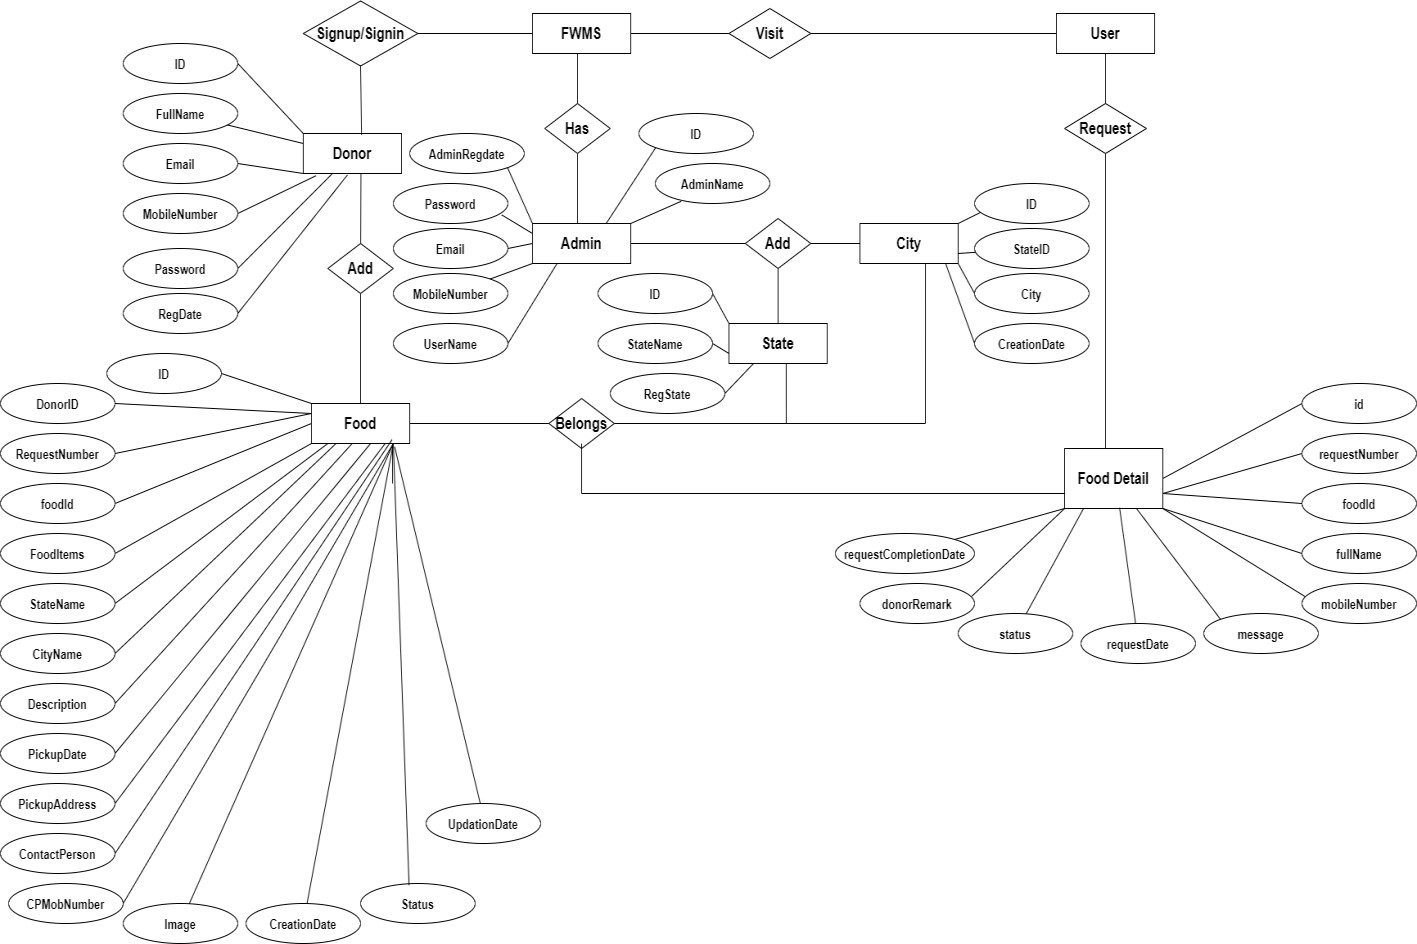 Signup/Signin
FWMS
Visit
User
ID
FullName
Email
MobileNumber
Password
RegDate
Donor
Add
Has
Request
AdminRegdate
Password
Email
MobileNumber
UserName
ID
AdminName
Admin
Add
City
ID
StateID
City
CreationDate
ID
StateName
RegState
State
ID
DonorID
RequestNumber
foodId
FoodItems
StateName
CityName
Description
PickupDate
PickupAddress
ContactPerson
CPMobNumber
Image
CreationDate
Status
UpdationDate
Food
Belongs
Food Detail
id
requestNumber
foodId
fullName
mobileNumber
message
requestDate
status
donorRemark
requestCompletionDate